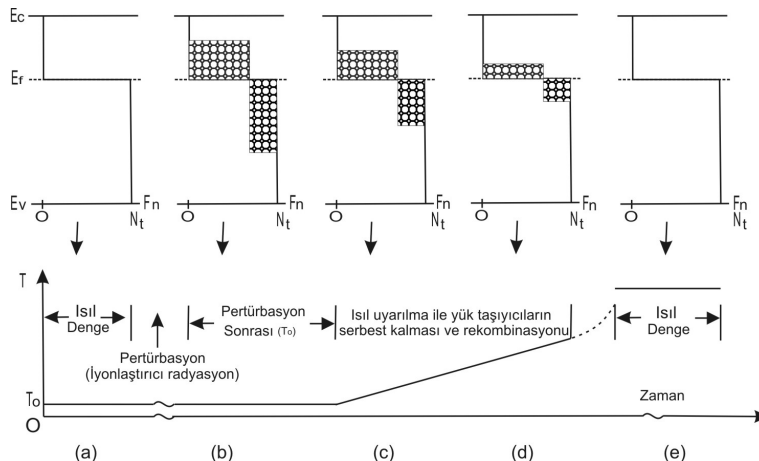 Ec
Ef
Ev
O
Nt
Fn
O
Nt
Fn
O
Nt
Fn
O
Nt
Fn
O
Nt
Fn
T
Isıl
Denge
Pertürbasyon
(İyonlaştırıcı radyasyon)
Pertürbasyon
Sonrası (To)
Isıl uyarılma ile yük taşıyıcıların
serbest kalması ve rekombinasyonu
Isıl
Denge
To
O
Zaman
(a)
(b)
(c)
(d)
(e)